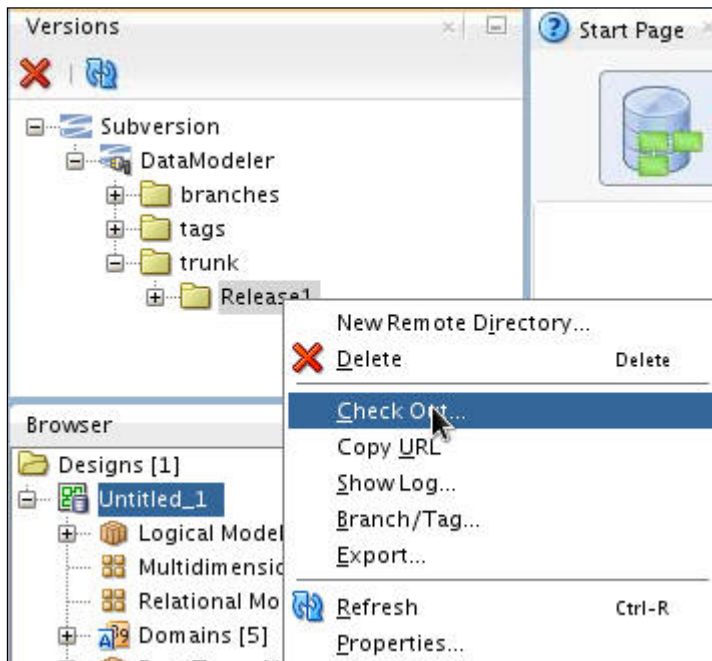 Versions
Start Page
Subversion
DataModeler
branches
tags
trunk
Release1
New Remote Directory...
Delete Delete
Check Out...
Copy URL
Show Log...
Branch/Tag...
Export...
Refresh Ctrl-R
Properties...
Browser
Designs [1]
Untitled_1
Logical Model
Multidimensio
Relational Mo
Domains [5]